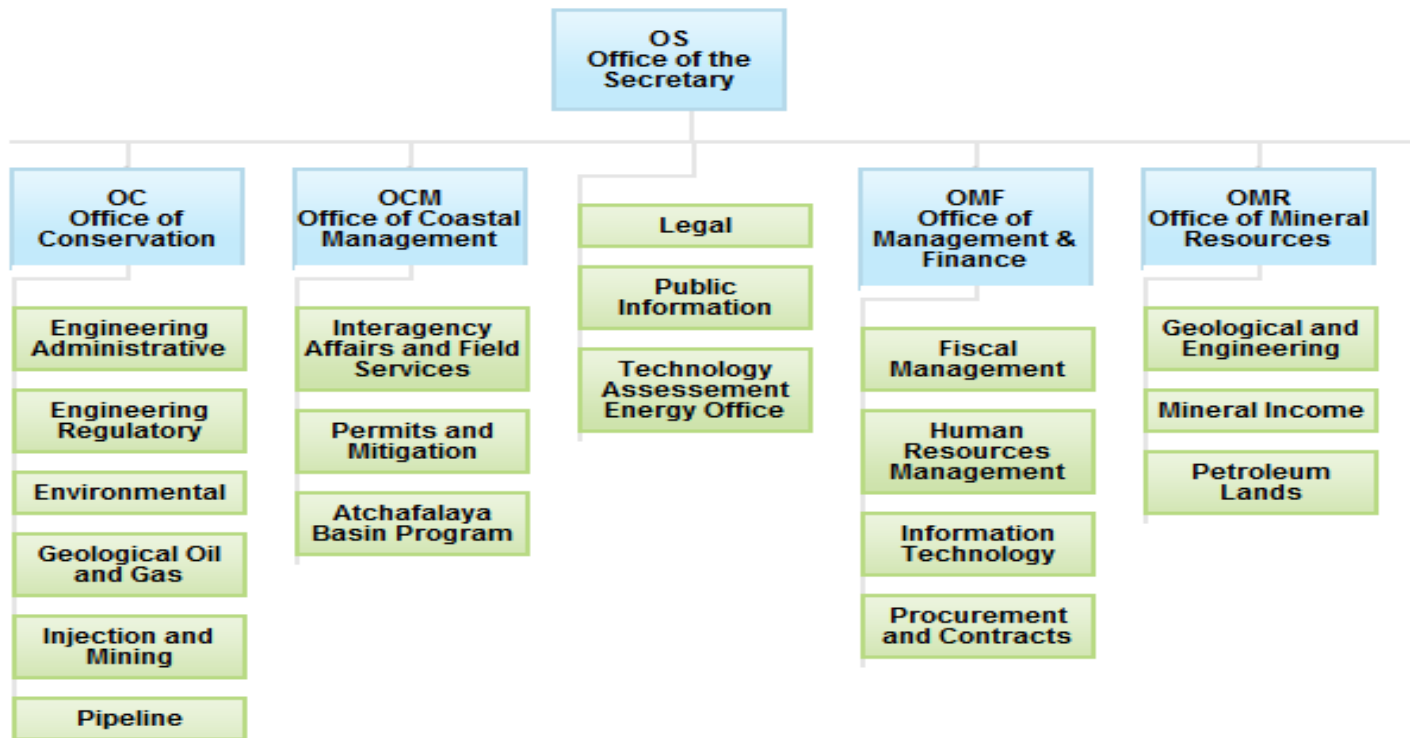 OS
Office of the
Secretary
OC
Office of
Conservation
Engineering
Administrative
Engineering
Regulatory
Environmental
Geological Oil
and Gas
Injection and
Mining
Pipeline
OCM
Office of Coastal
Management
Interagency
Affairs and Field
Services
Permits and
Mitigation
Atchafalaya
Basin Program
Legal
Public
Information
Technology
Assessement
Energy Office
OMF
Office of
Management &
Finance
Fiscal
Management
Human
Resources
Management
Information
Technology
Procurement
and Contracts
OMR
Office of Mineral
Resources
Geological and
Engineering
Mineral Income
Petroleum
Lands